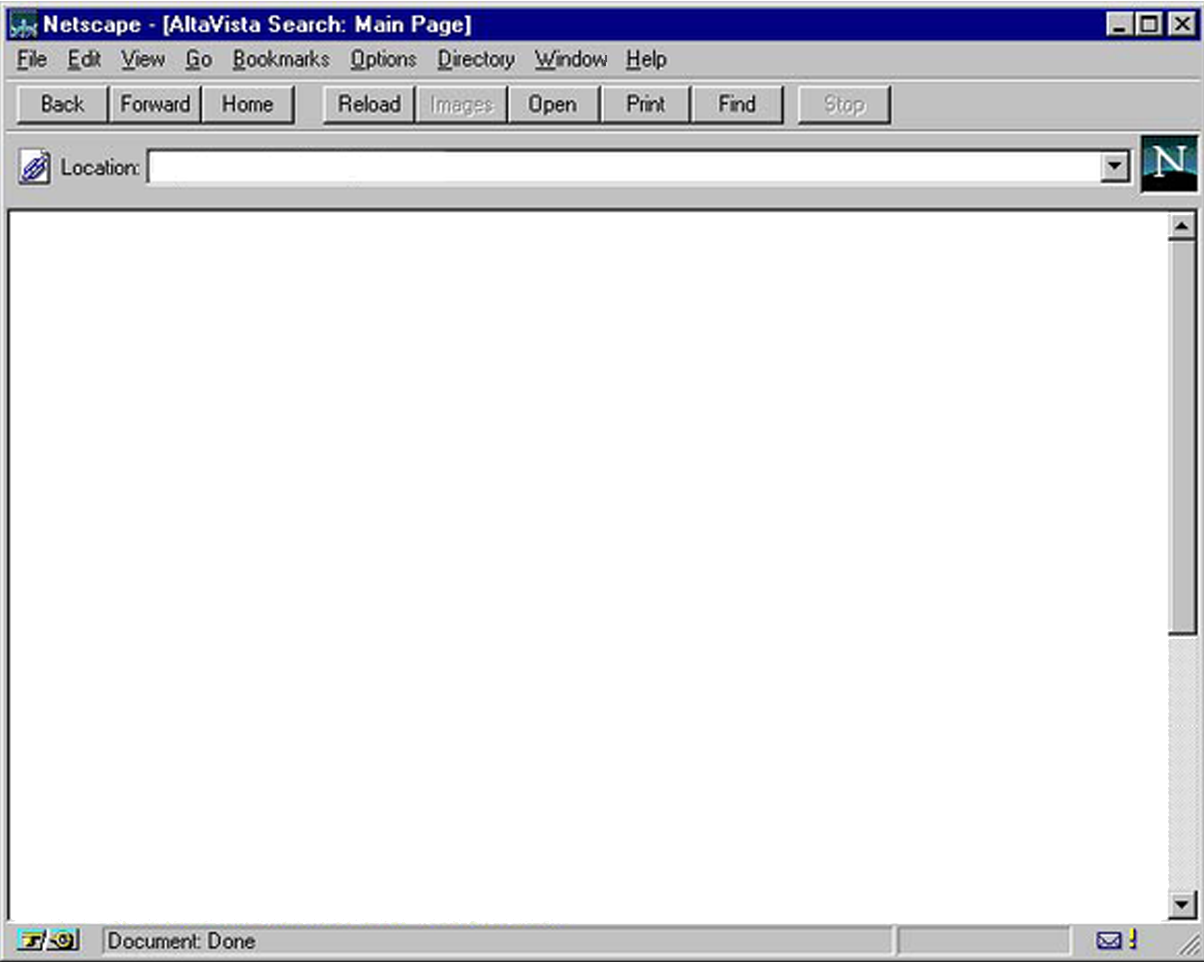 Netscape - [AltaVista Search: Main Page]
File Edit View Go Bookmarks Options Directory Window Help
Back Forward Home Reload Images Open Print Find Stop
Location:
N
Document: Done